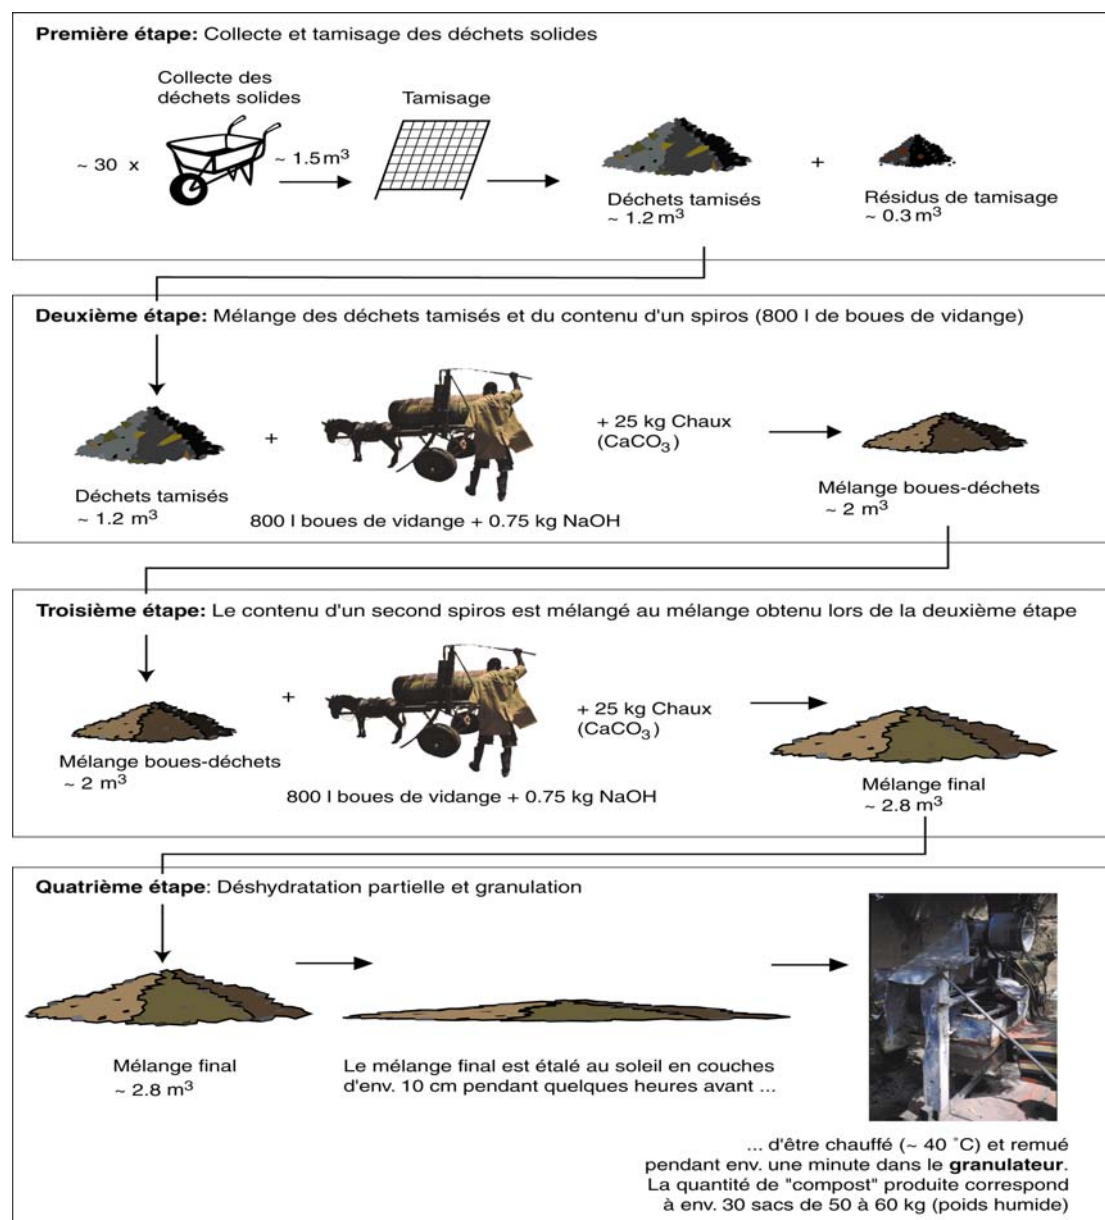 Première étape: Collecte et tamisage des déchets solides
Collecte des
déchets solides
Tamisage
~ 30 x
~ 1.5 m³
+
Déchets tamisés
~ 1.2 m³
Résidus de tamisage
~ 0.3 m³
Deuxième étape: Mélange des déchets tamisés et du contenu d'un spiros (800 l de boues de vidange)
+
+ 25 kg Chaux
(CaCO₃)
Déchets tamisés
~ 1.2 m³
800 l boues de vidange + 0.75 kg NaOH
Mélange boues-déchets
~ 2 m³
Troisième étape: Le contenu d'un second spiros est mélangé au mélange obtenu lors de la deuxième étape
+
+ 25 kg Chaux
(CaCO₃)
Mélange boues-déchets
~ 2 m³
800 l boues de vidange + 0.75 kg NaOH
Mélange final
~ 2.8 m³
Quatrième étape: Déshydratation partielle et granulation
Mélange final
~ 2.8 m³
Le mélange final est étalé au soleil en couches
d'env. 10 cm pendant quelques heures avant ...
... d'être chauffé (~ 40 °C) et remué
pendant env. une minute dans le granulateur.
La quantité de "compost" produite correspond
à env. 30 sacs de 50 à 60 kg (poids humide)